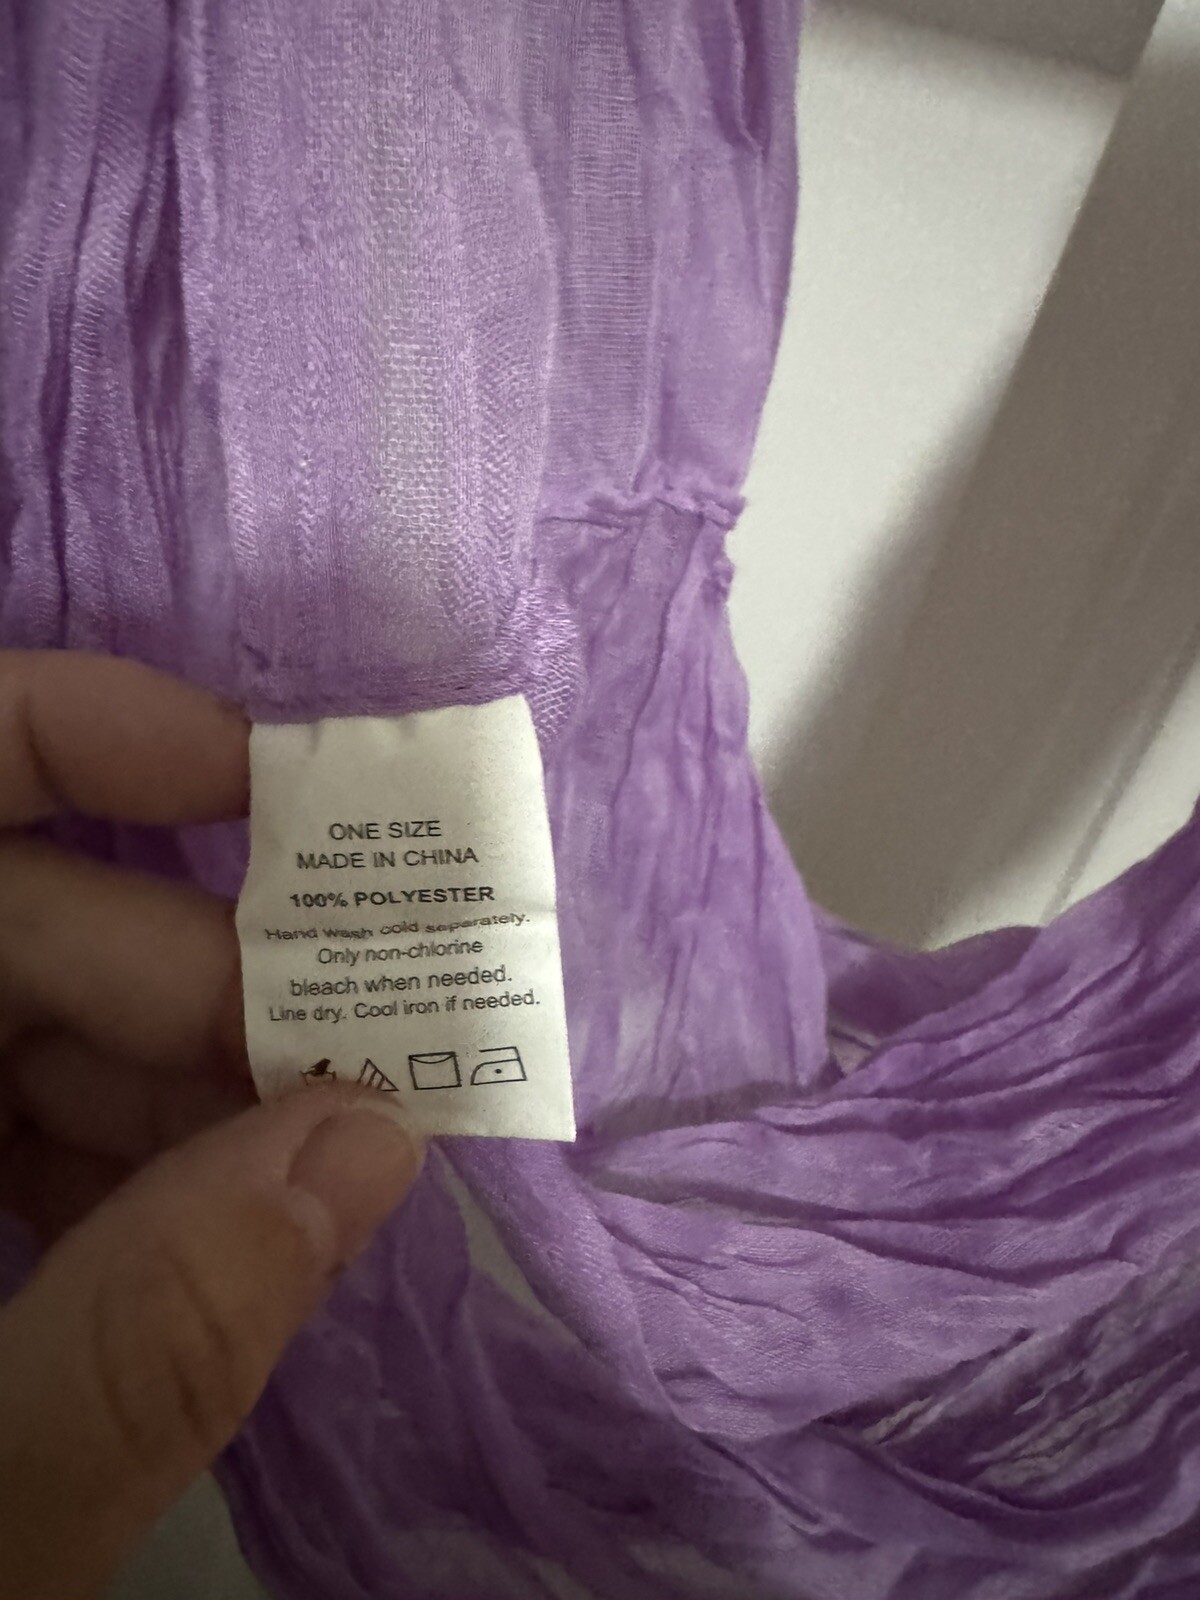 ONE SIZE
MADE IN CHINA
100% POLYESTER
Hand wash cold separately.
Only non-chlorine
bleach when needed.
Line dry. Cool iron if needed.